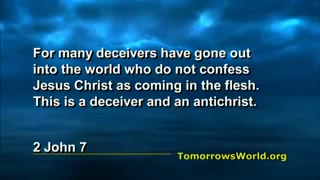 For many deceivers have gone out
into the world who do not confess
Jesus Christ as coming in the flesh.
This is a deceiver and an antichrist.
2 John 7
TomorrowsWorld.org